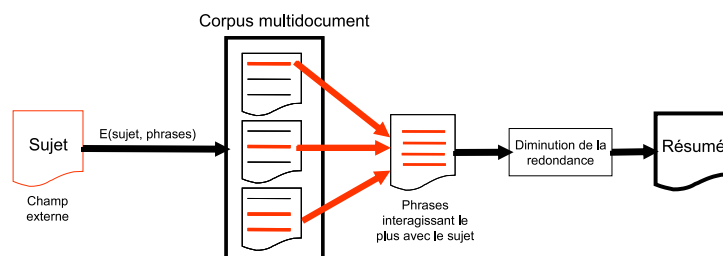 Corpus multidocument
Sujet
E(sujet, phrases)
Champ
externe
Phrases
interagissant le
plus avec le sujet
Diminution de la
redondance
Résumé